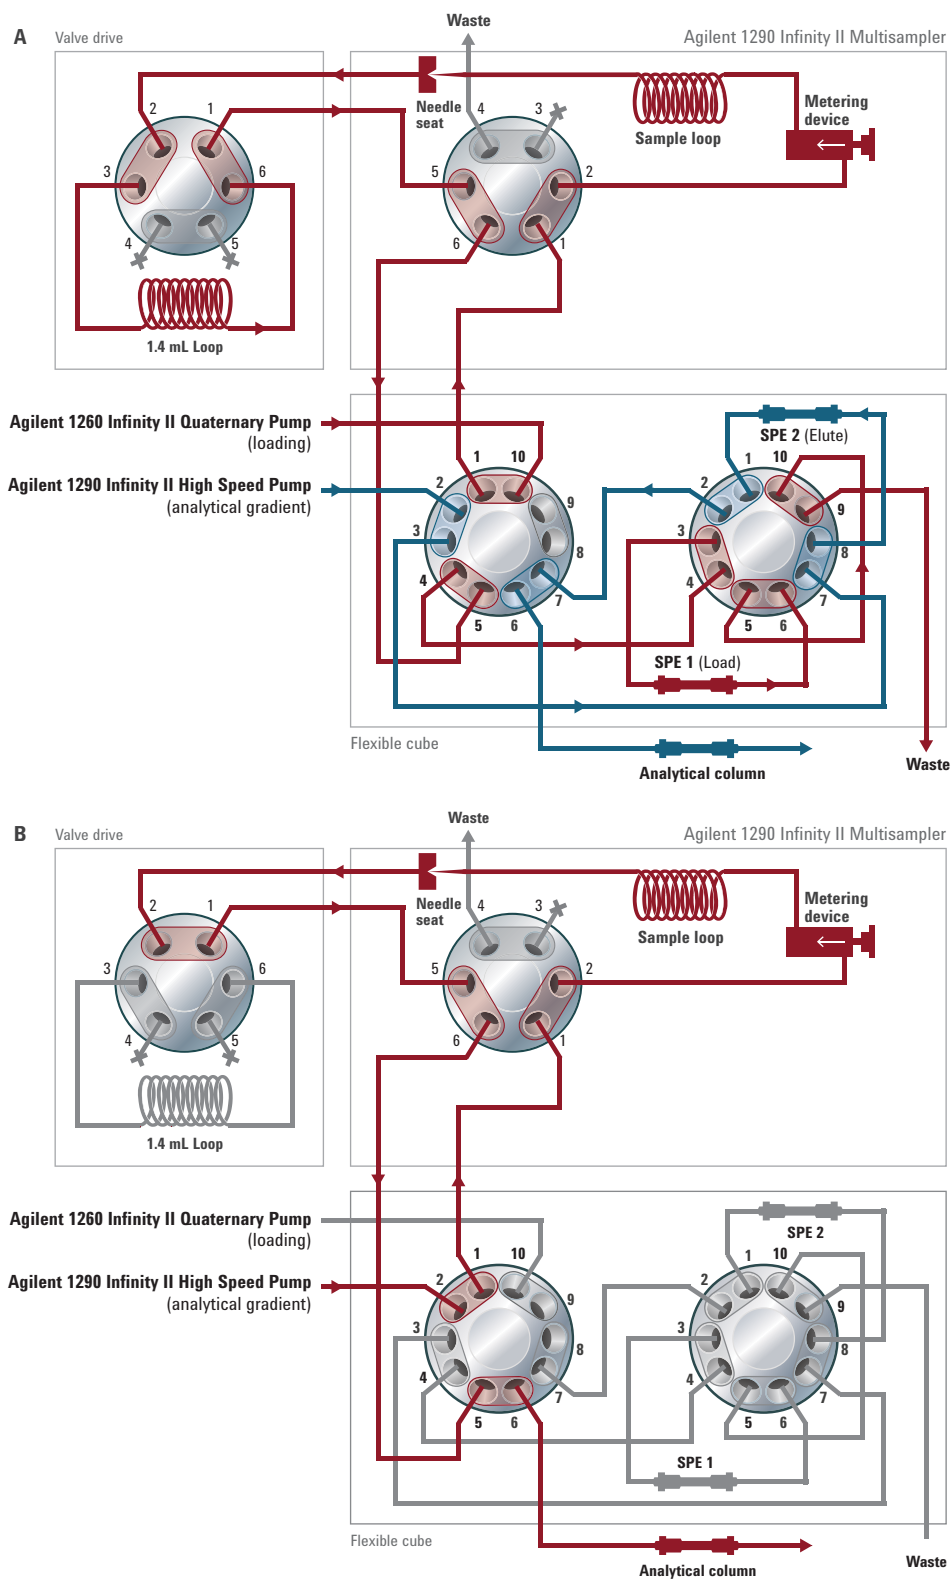 A
Valve drive
Waste
Agilent 1290 Infinity II Multisampler
2
1
3
6
4
5
1.4 mL Loop
Needle
seat
4
3
5
2
6
1
Sample loop
Metering
device
Agilent 1260 Infinity II Quaternary Pump
(loading)
Agilent 1290 Infinity II High Speed Pump
(analytical gradient)
1
10
2
9
3
8
4
7
5
6
SPE 2 (Elute)
1
10
2
9
3
8
4
7
5
6
SPE 1 (Load)
Flexible cube
Analytical column
Waste
B
Valve drive
Waste
Agilent 1290 Infinity II Multisampler
2
1
3
6
4
5
1.4 mL Loop
Needle
seat
4
3
5
2
6
1
Sample loop
Metering
device
Agilent 1260 Infinity II Quaternary Pump
(loading)
Agilent 1290 Infinity II High Speed Pump
(analytical gradient)
1
10
2
9
3
8
4
7
5
6
SPE 2
1
10
2
9
3
8
4
7
5
6
SPE 1
Flexible cube
Analytical column
Waste